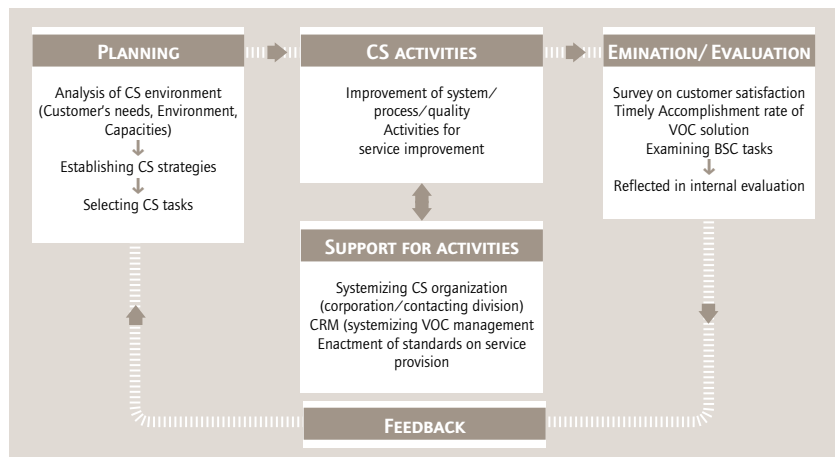 PLANNING
Analysis of CS environment
(Customer's needs, Environment,
Capacities)
Establishing CS strategies
Selecting CS tasks
CS ACTIVITIES
Improvement of system/
process/quality
Activities for
service improvement
SUPPORT FOR ACTIVITIES
Systemizing CS organization
(corporation/contacting division)
CRM (systemizing VOC management
Enactment of standards on service
provision
EMINATION/ EVALUATION
Survey on customer satisfaction
Timely Accomplishment rate of
VOC solution
Examining BSC tasks
Reflected in internal evaluation
FEEDBACK